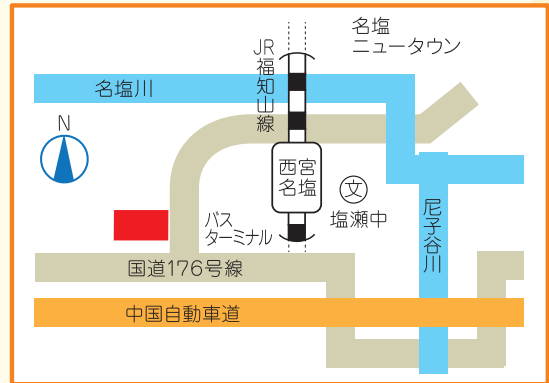 名塩
ニュータウン
JR福知山線
名塩川
N
西宮
名塩
文
塩瀬中
バス
ターミナル
尼子谷川
国道176号線
中国自動車道